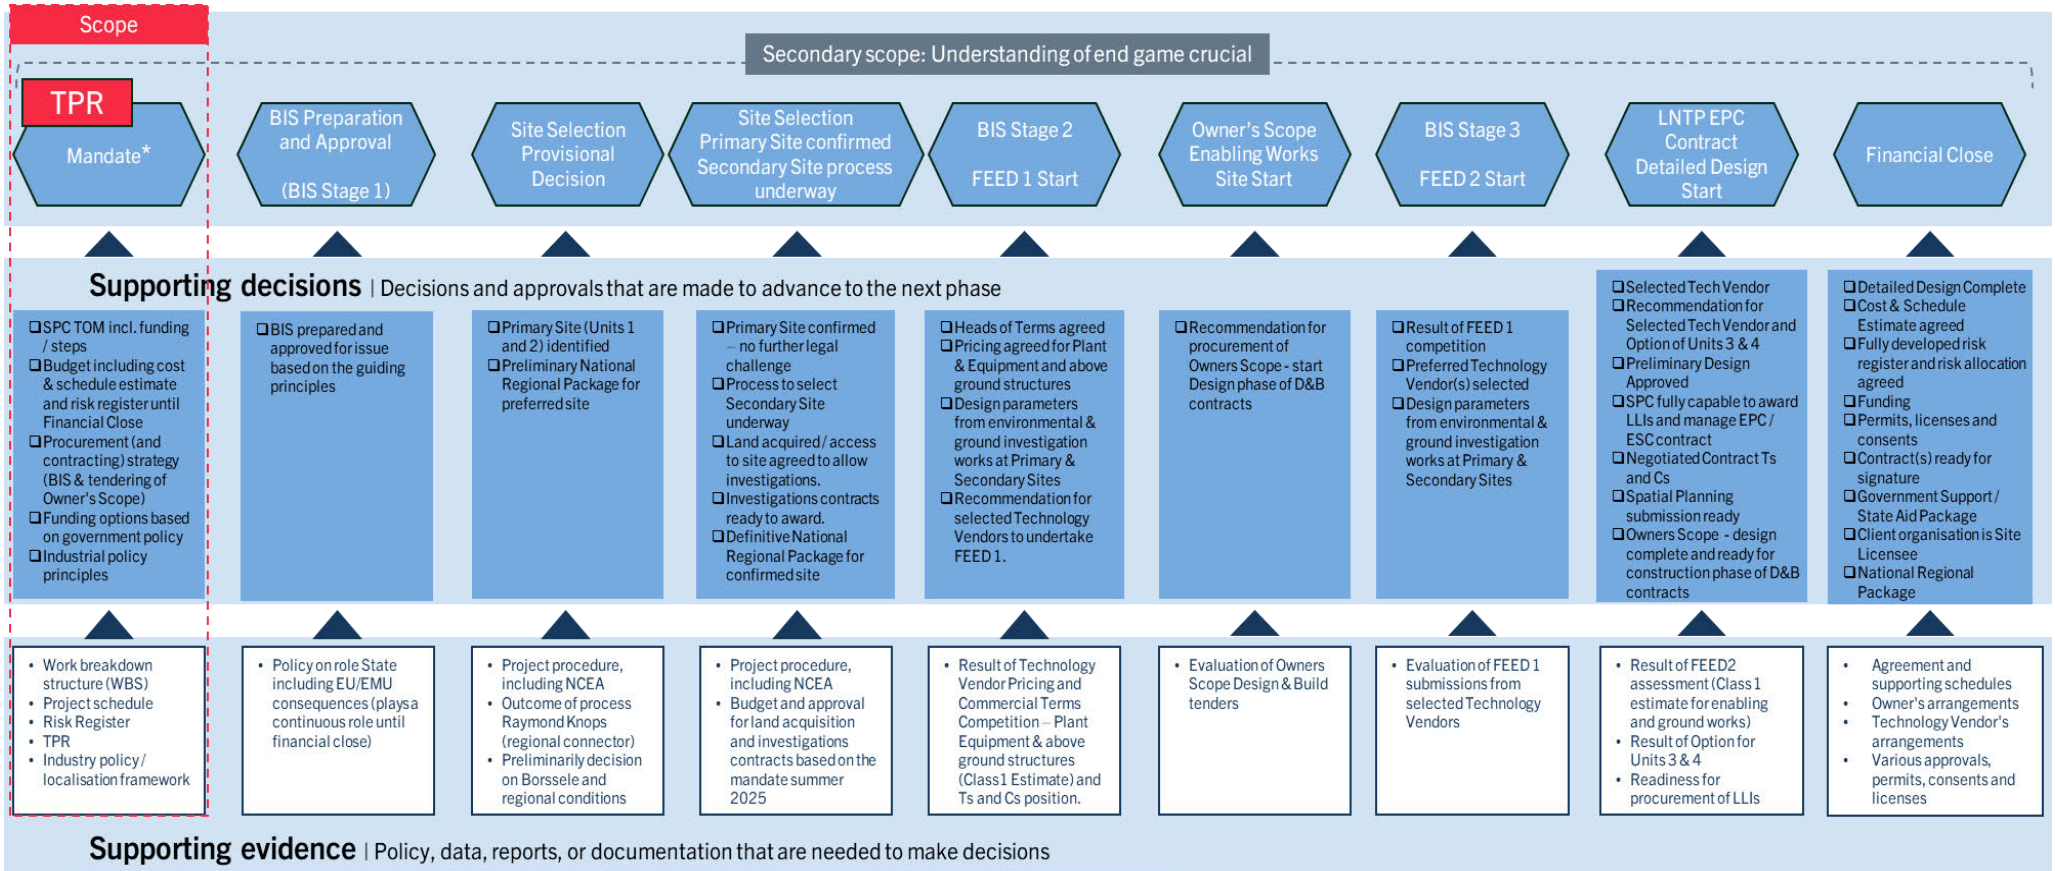 Scope
Secondary scope: Understanding of end game crucial
TPR
Mandate*
BIS Preparation
and Approval
(BIS Stage 1)
Site Selection
Provisional
Decision
Site Selection
Primary Site confirmed
Secondary Site process
underway
BIS Stage 2
FEED 1 Start
Owner's Scope
Enabling Works
Site Start
BIS Stage 3
FEED 2 Start
LNTP EPC
Contract
Detailed Design
Start
Financial Close
Supporting decisions | Decisions and approvals that are made to advance to the next phase
❑SPC TOM incl. funding
/ steps
❑Budget including cost
& schedule estimate
and risk register until
Financial Close
❑Procurement (and
contracting) strategy
(BIS & tendering of
Owner's Scope)
❑Funding options based
on government policy
❑Industrial policy
principles
❑BIS prepared and
approved for issue
based on the guiding
principles
❑Primary Site (Units 1
and 2) identified
❑Preliminary National
Regional Package for
preferred site
❑Primary Site confirmed
– no further legal
challenge
❑Process to select
Secondary Site
underway
❑Land acquired / access
to site agreed to allow
investigations.
❑Investigations contracts
ready to award.
❑Definitive National
Regional Package for
confirmed site
❑Heads of Terms agreed
❑Pricing agreed for Plant
& Equipment and above
ground structures
❑Design parameters
from environmental &
ground investigation
works at Primary &
Secondary Sites
❑Recommendation for
selected Technology
Vendors to undertake
FEED 1.
❑Recommendation for
procurement of
Owners Scope - start
Design phase of D&B
contracts
❑Result of FEED 1
competition
❑Preferred Technology
Vendor(s) selected
❑Design parameters
from environmental &
ground investigation
works at Primary &
Secondary Sites
❑Selected Tech Vendor
❑Recommendation for
Selected Tech Vendor and
Option of Units 3 & 4
❑Preliminary Design
Approved
❑SPC fully capable to award
LLIs and manage EPC /
ESC contract
❑Negotiated Contract Ts
and Cs
❑Spatial Planning
submission ready
❑Owners Scope - design
complete and ready for
construction phase of D&B
contracts
❑Detailed Design Complete
❑Cost & Schedule
Estimate agreed
❑Fully developed risk
register and risk allocation
agreed
❑Funding
❑Permits, licenses and
consents
❑Contract(s) ready for
signature
❑Government Support /
State Aid Package
❑Client organisation is Site
Licensee
❑National Regional
Package
• Work breakdown
structure (WBS)
• Project schedule
• Risk Register
• TPR
• Industry policy /
localisation framework
• Policy on role State
including EU/EMU
consequences (plays a
continuous role until
financial close)
• Project procedure,
including NCEA
• Outcome of process
Raymond Knops
(regional connector)
• Preliminarily decision
on Borssele and
regional conditions
• Project procedure,
including NCEA
• Budget and approval
for land acquisition
and investigations
contracts based on the
mandate summer
2025
• Result of Technology
Vendor Pricing and
Commercial Terms
Competition – Plant
Equipment & above
ground structures
(Class1 Estimate) and
Ts and Cs position.
• Evaluation of Owners
Scope Design & Build
tenders
• Evaluation of FEED 1
submissions from
selected Technology
Vendors
• Result of FEED2
assessment (Class 1
estimate for enabling
and ground works)
• Result of Option for
Units 3 & 4
• Readiness for
procurement of LLIs
• Agreement and
supporting schedules
• Owner's arrangements
• Technology Vendor's
arrangements
• Various approvals,
permits, consents and
licenses
Supporting evidence | Policy, data, reports, or documentation that are needed to make decisions